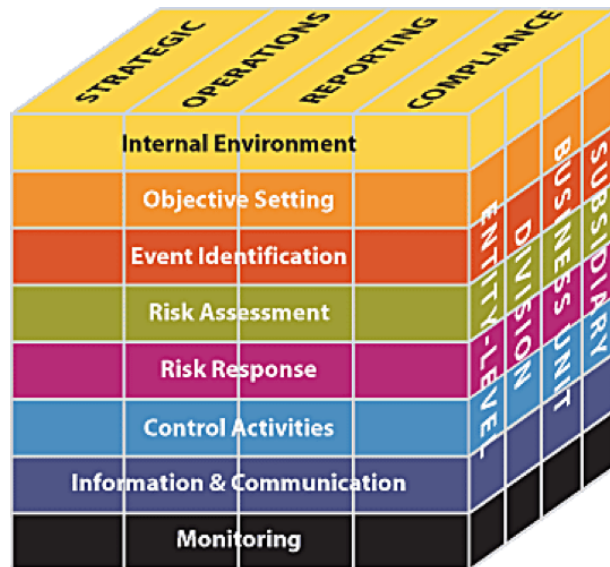 STRATEGIC
OPERATIONS
REPORTING
COMPLIANCE
Internal Environment
Objective Setting
Event Identification
Risk Assessment
Risk Response
Control Activities
Information & Communication
Monitoring
ENTITY-LEVEL
DIVISION
BUSINESS UNIT
SUBSIDIARY